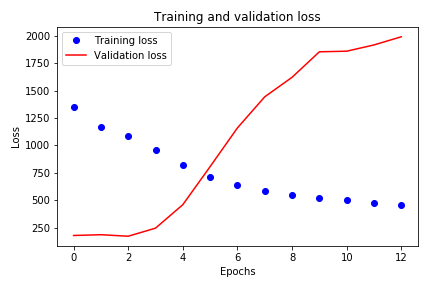 Training and validation loss
Training loss
Validation loss
2000
1750
1500
1250
1000
750
500
250
Loss
0 2 4 6 8 10 12
Epochs